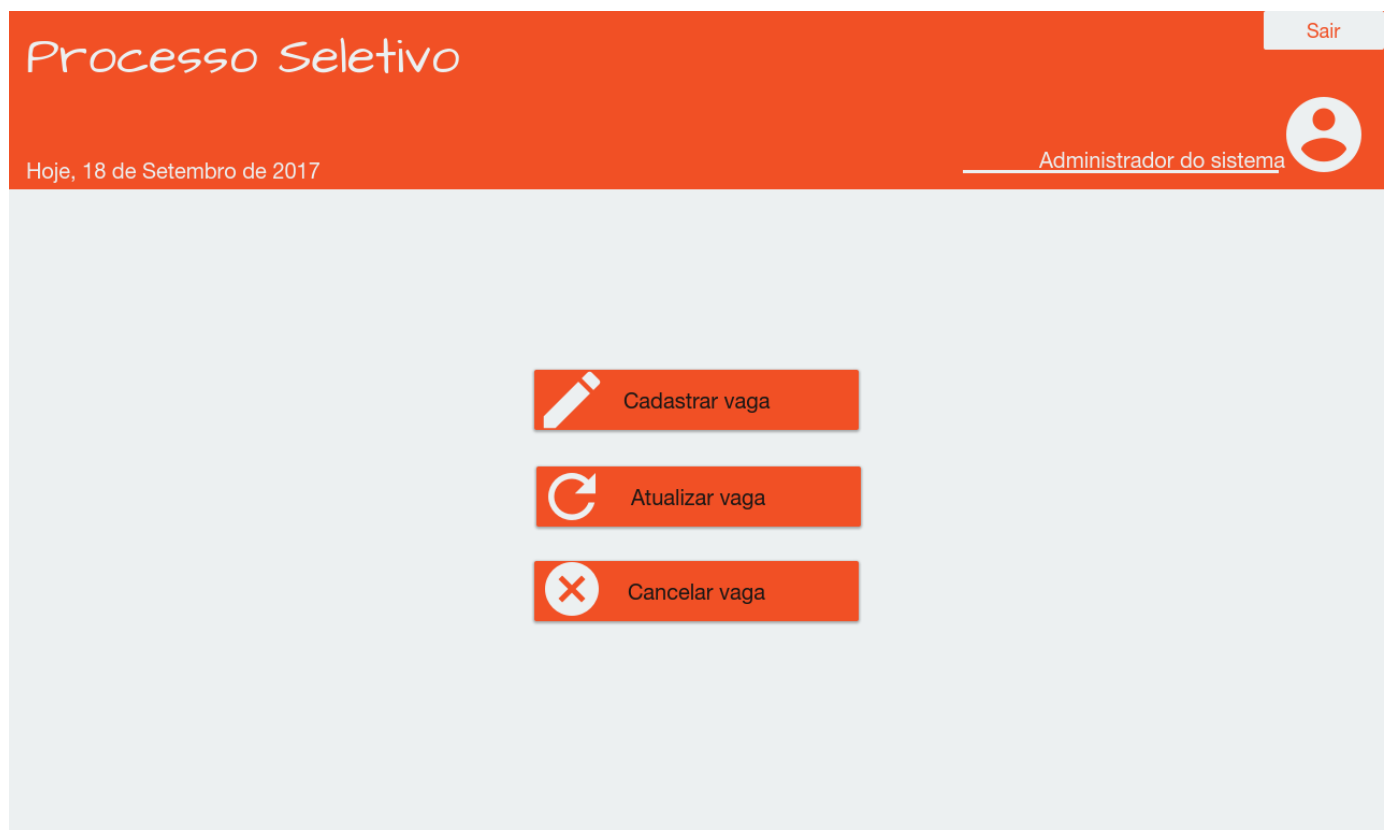 Sair
Processo Seletivo
Administrador do sistema
Hoje, 18 de Setembro de 2017
Cadastrar vaga
Atualizar vaga
Cancelar vaga